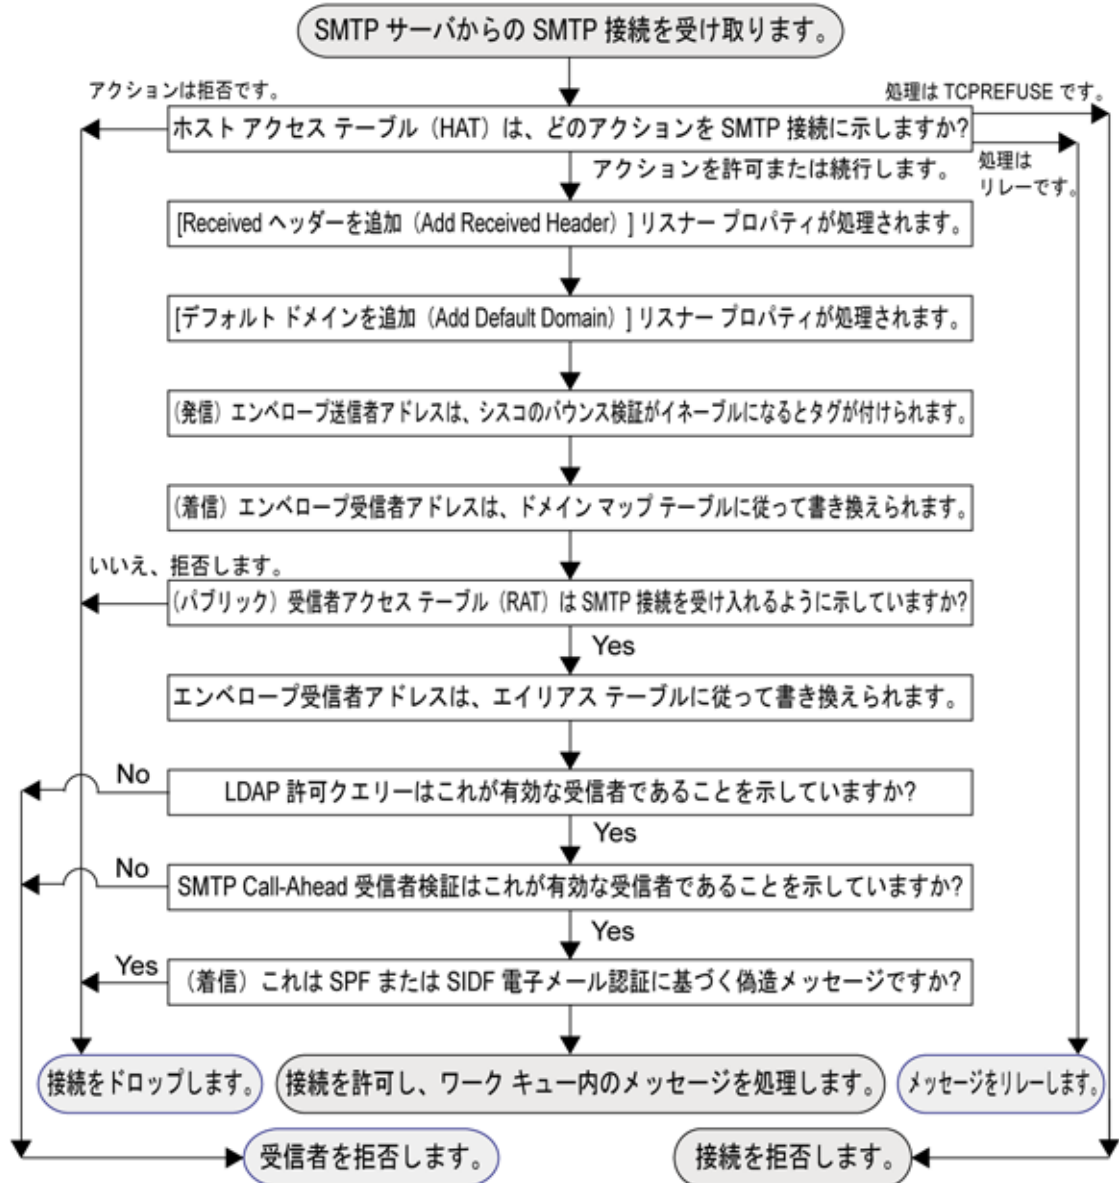 SMTP サーバからの SMTP 接続を受け取ります。
アクションは拒否です。
処理は TCPREFUSE です。
ホスト アクセス テーブル（HAT）は、どのアクションを SMTP 接続に示しますか?
処理は
リレーです。
アクションを許可または続行します。
[Received ヘッダーを追加（Add Received Header）] リスナー プロパティが処理されます。
[デフォルト ドメインを追加（Add Default Domain）] リスナー プロパティが処理されます。
（発信）エンベロープ送信者アドレスは、シスコのバウンス検証がイネーブルになるとタグが付けられます。
（着信）エンベロープ受信者アドレスは、ドメイン マップ テーブルに従って書き換えられます。
いいえ、拒否します。
（パブリック）受信者アクセス テーブル（RAT）は SMTP 接続を受け入れるように示していますか?
Yes
エンベロープ受信者アドレスは、エイリアス テーブルに従って書き換えられます。
No
LDAP 許可クエリーはこれが有効な受信者であることを示していますか?
Yes
No
SMTP Call-Ahead 受信者検証はこれが有効な受信者であることを示していますか?
Yes
Yes
（着信）これは SPF または SIDF 電子メール認証に基づく偽造メッセージですか?
接続をドロップします。
接続を許可し、ワーク キュー内のメッセージを処理します。
メッセージをリレーします。
受信者を拒否します。
接続を拒否します。